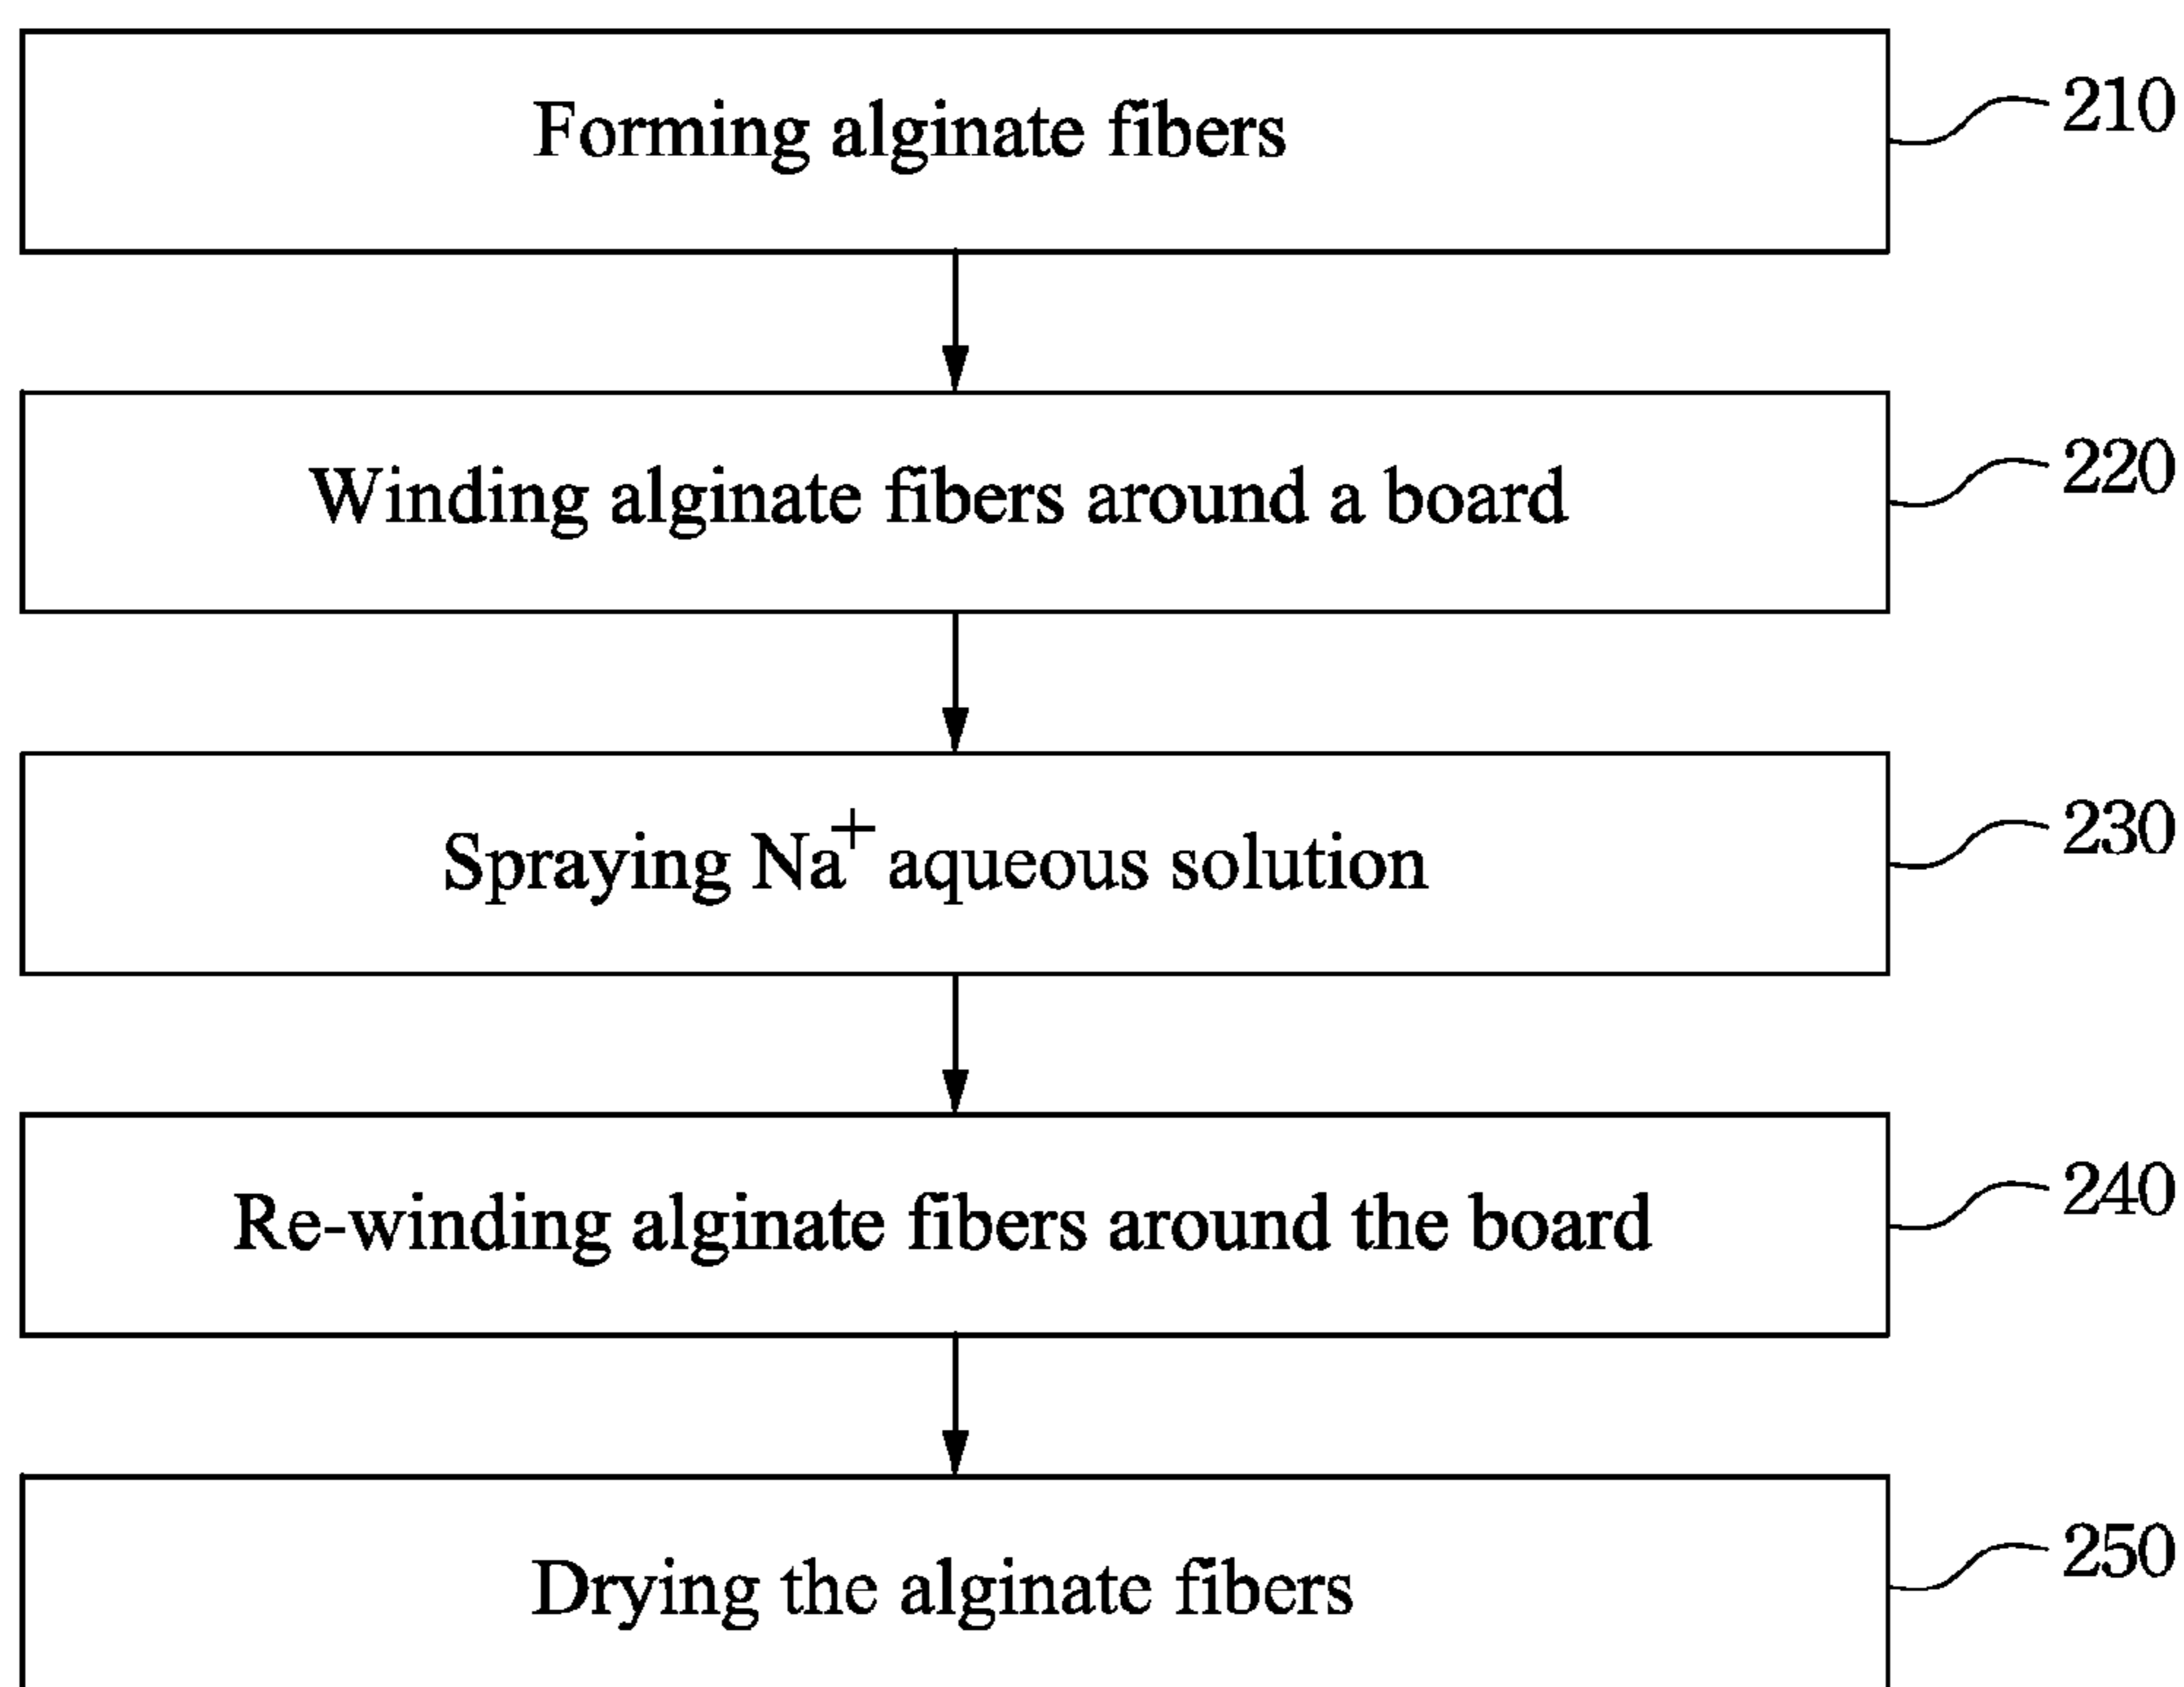 Forming alginate fibers 210
Winding alginate fibers around a board 220
Spraying Na⁺ aqueous solution 230
Re-winding alginate fibers around the board 240
Drying the alginate fibers 250